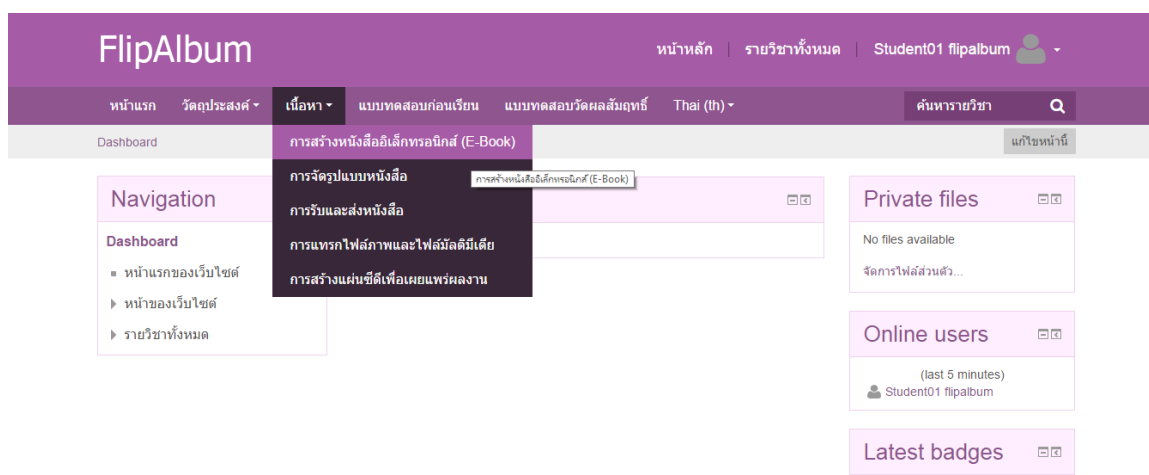 FlipAlbum
หน้าหลัก รายวิชาทั้งหมด Student01 flipalbum
หน้าแรก วัตถุประสงค์ เนื้อหา แบบทดสอบก่อนเรียน แบบทดสอบวัดผลสัมฤทธิ์ Thai (th) ค้นหารายวิชา
Dashboard
แก้ไขหน้านี้
การสร้างหนังสืออิเล็กทรอนิกส์ (E-Book)
การจัดรูปแบบหนังสือ
การสร้างหนังสืออิเล็กทรอนิกส์ (E-Book)
การรับและส่งหนังสือ
การแทรกไฟล์ภาพและไฟล์มัลติมีเดีย
การสร้างแผ่นซีดีเพื่อเผยแพร่ผลงาน
Navigation
Dashboard
หน้าแรกของเว็บไซต์
หน้าของเว็บไซต์
รายวิชาทั้งหมด
Private files
No files available
จัดการไฟล์ส่วนตัว...
Online users
(last 5 minutes)
Student01 flipalbum
Latest badges